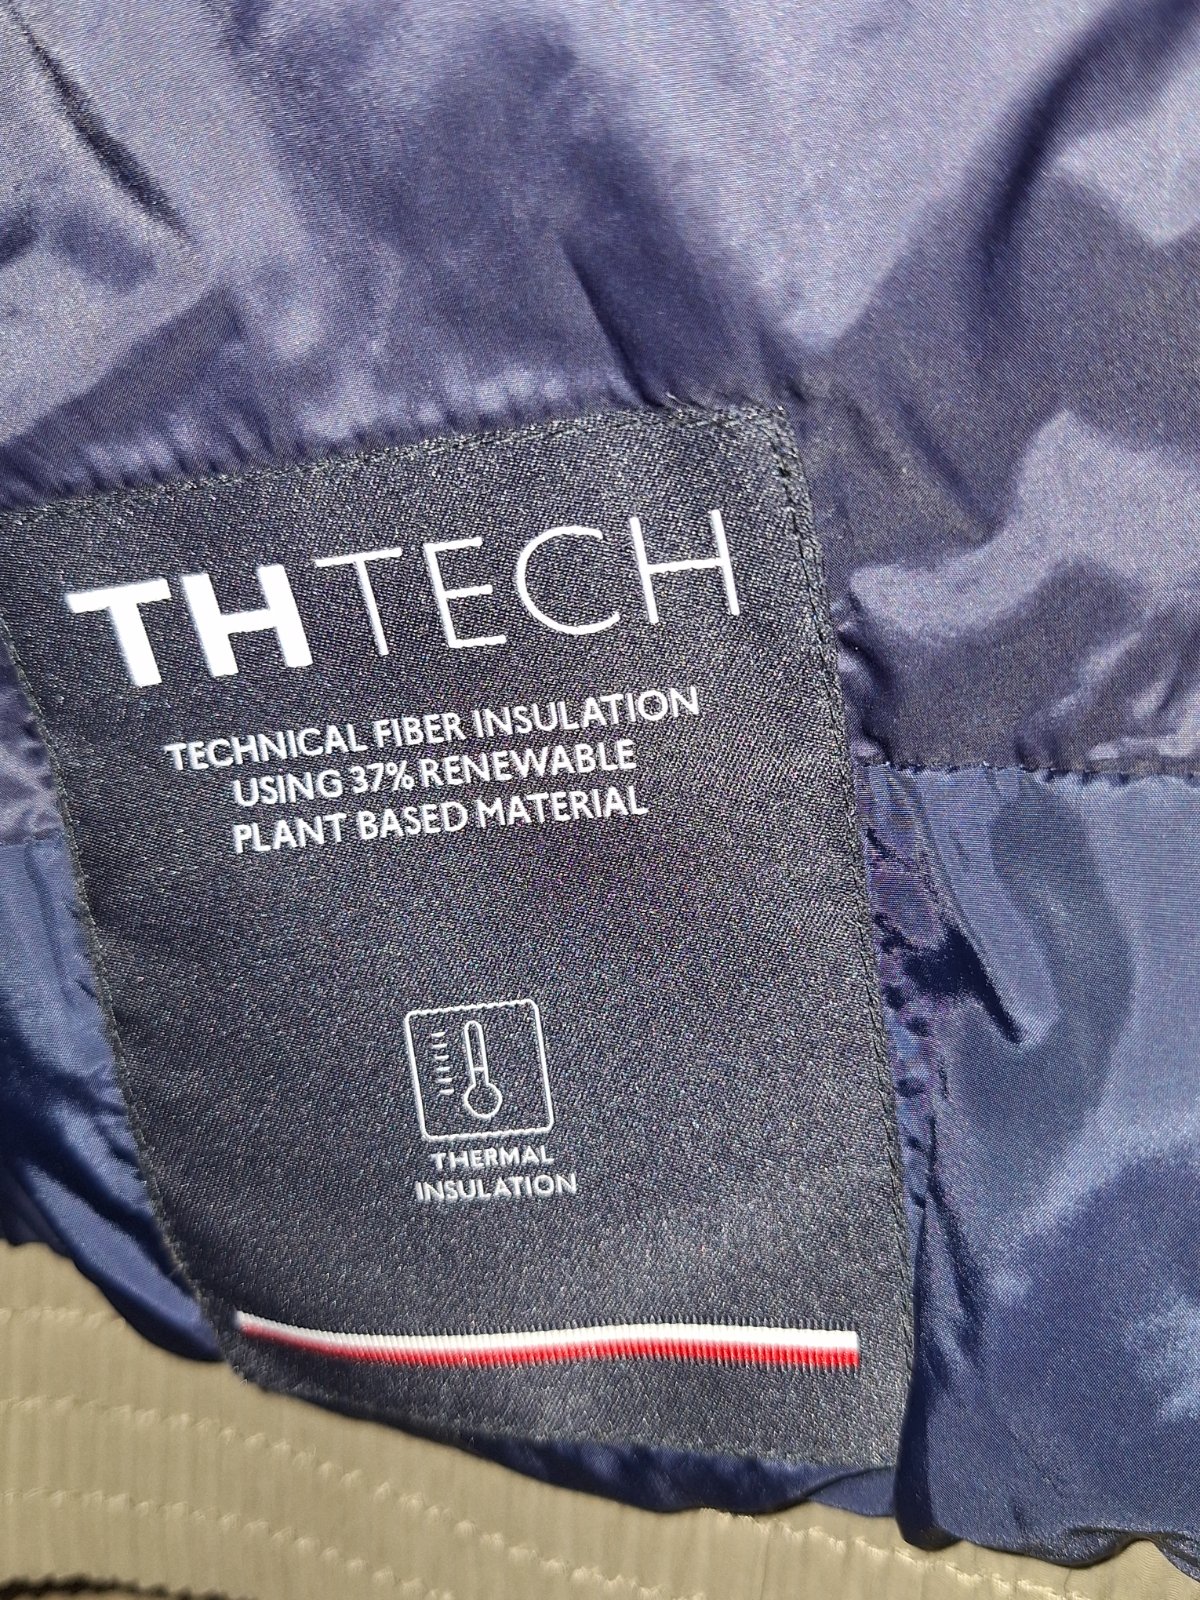 THTECH
TECHNICAL FIBER INSULATION
USING 37% RENEWABLE
PLANT BASED MATERIAL
THERMAL
INSULATION